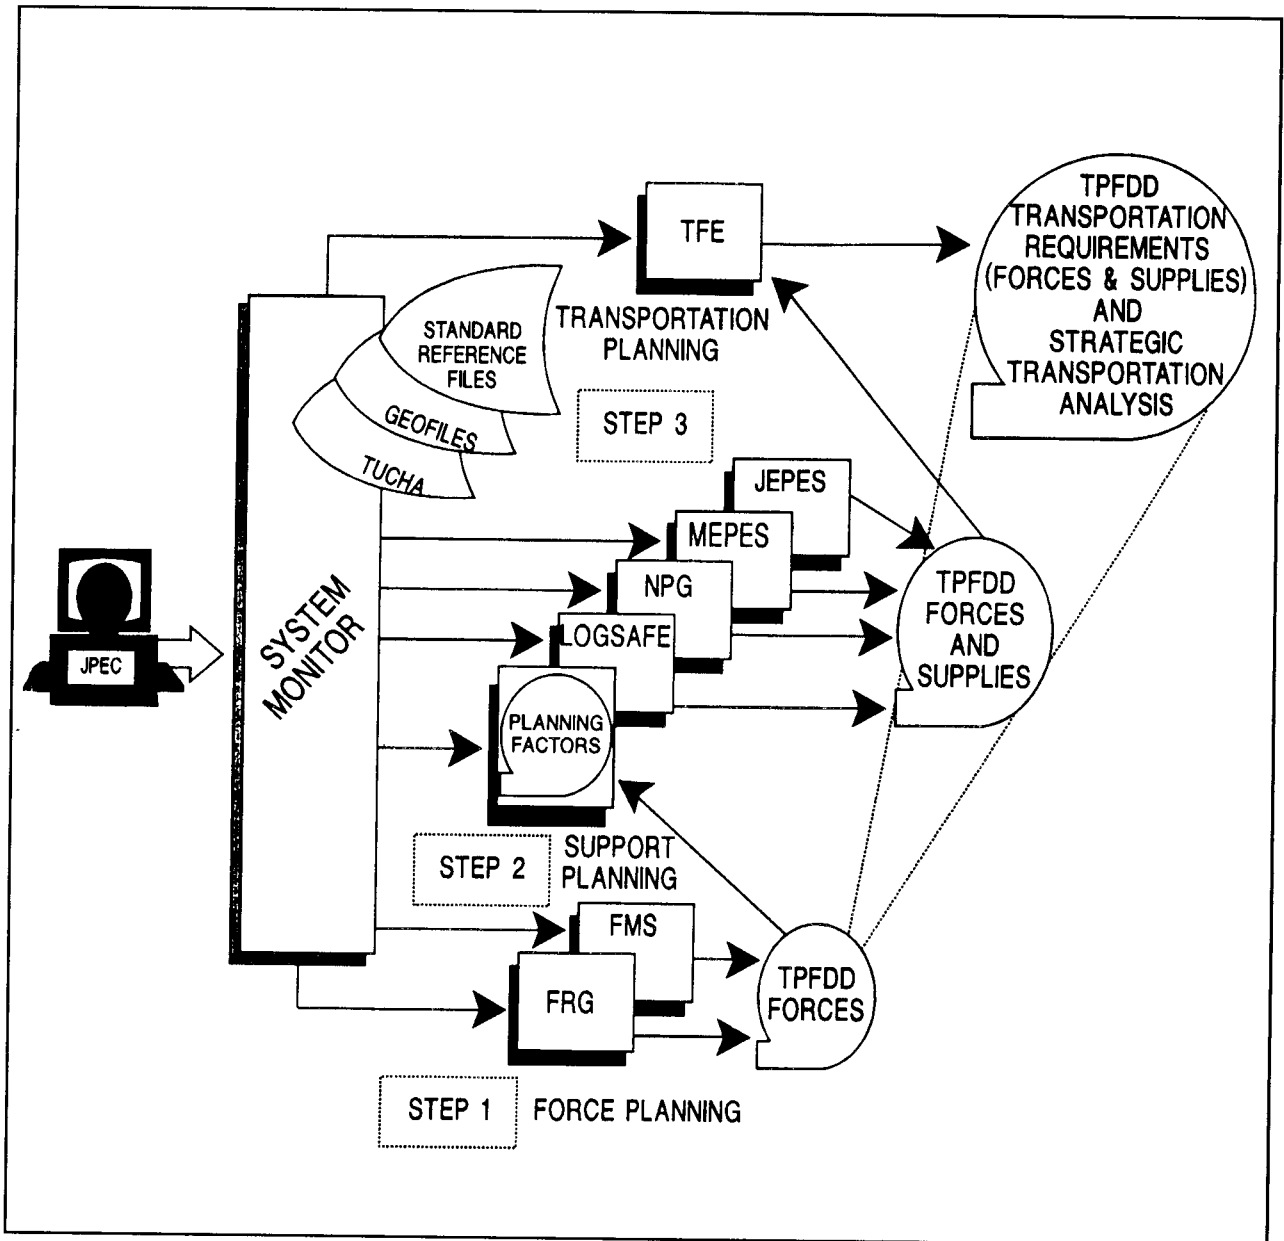 TFE
TPFDD
TRANSPORTATION
REQUIREMENTS
(FORCES & SUPPLIES)
AND
STRATEGIC
TRANSPORTATION
ANALYSIS
TRANSPORTATION
PLANNING
STANDARD
REFERENCE
FILES
GEOFILES
TUCHA
STEP 3
JEPES
MEPES
NPG
LOGSAFE
PLANNING
FACTORS
TPFDD
FORCES
AND
SUPPLIES
JPEC
SYSTEM
MONITOR
STEP 2
SUPPORT
PLANNING
FMS
FRG
TPFDD
FORCES
STEP 1
FORCE PLANNING